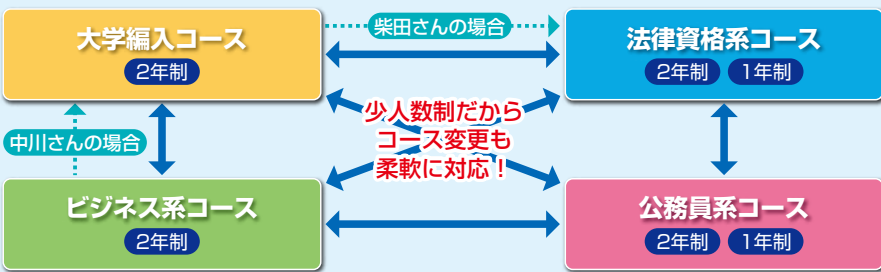 大学編入コース
2年制
柴田さんの場合
法律資格系コース
2年制 1年制
少人数制だから
コース変更も
柔軟に対応!
中川さんの場合
ビジネス系コース
2年制
公務員系コース
2年制 1年制